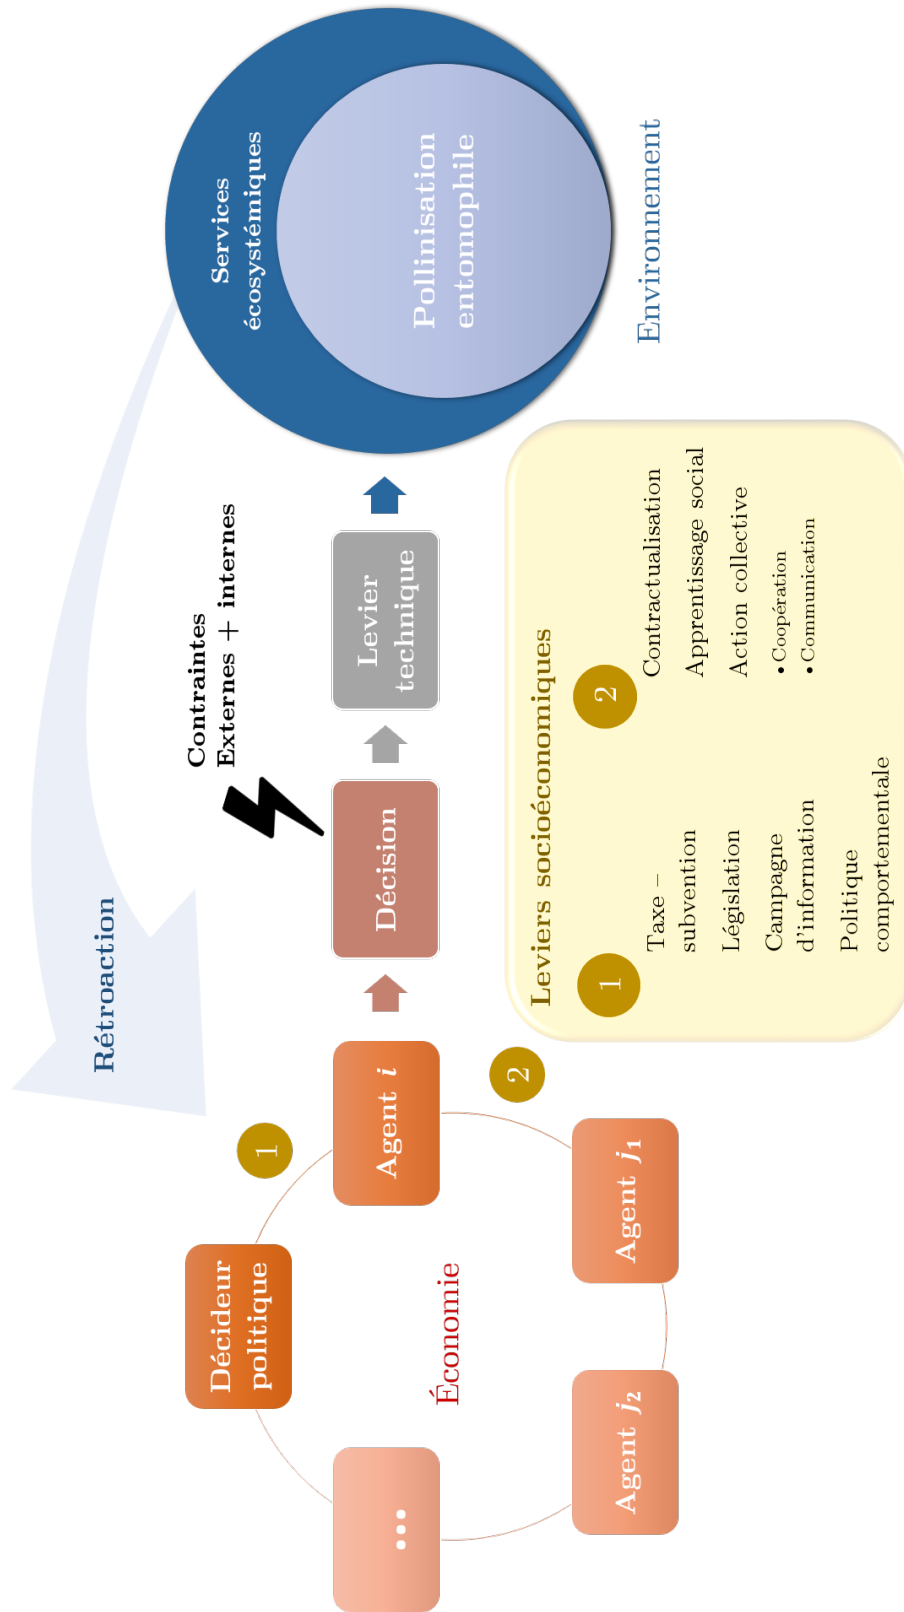 Rétroaction
Décideur
politique
1
Agent i
2
Agent j1
Agent j2
...
Économie
Décision
Contraintes
Externes + internes
Levier
technique
Services
écosystémiques
Pollinisation
entomophile
Environnement
Leviers socioéconomiques
1
Taxe –
subvention
Législation
Campagne
d'information
Politique
comportementale
2
Contractualisation
Apprentissage social
Action collective
• Coopération
• Communication